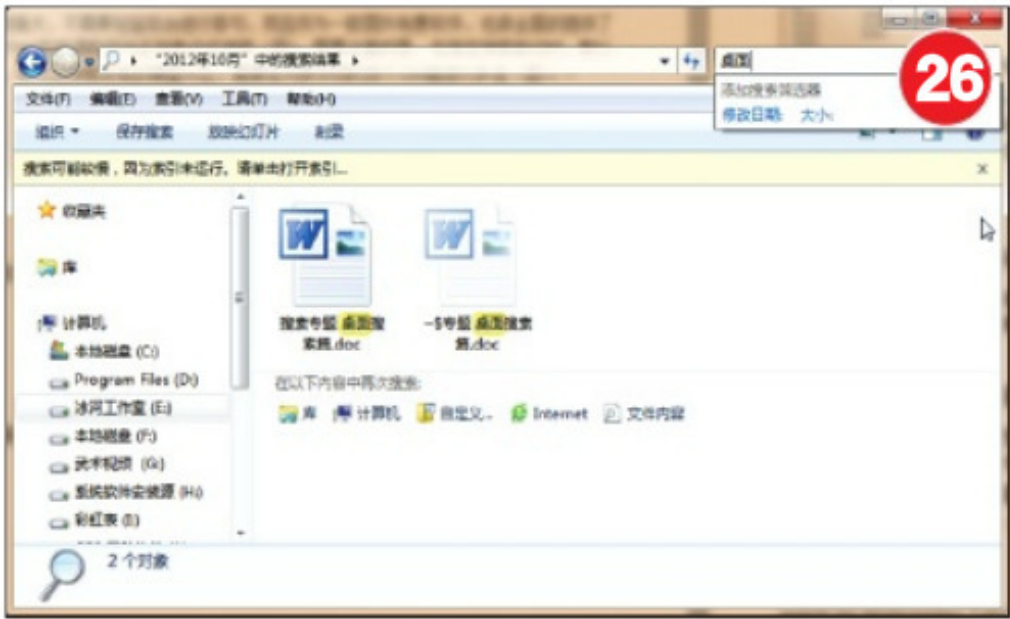 "2012年10月" 中的搜索结果
桌面
26
添加搜索筛选器
修改日期: 大小:
文件(F) 编辑(E) 查看(V) 工具(T) 帮助(H)
组织 保存搜索 放映幻灯片 刻录
搜索可能较慢，因为索引未运行。请单击打开索引...
收藏夹
库
计算机
本地磁盘 (C:)
Program Files (D:)
冰河工作室 (E:)
本地磁盘 (F:)
武术视频 (G:)
系统软件安装源 (H:)
彩虹表 (I:)
搜索专题 桌面搜
索篇.doc
~$专题 桌面搜索
篇.doc
在以下内容中再次搜索:
库 计算机 自定义... Internet 文件内容
2 个对象